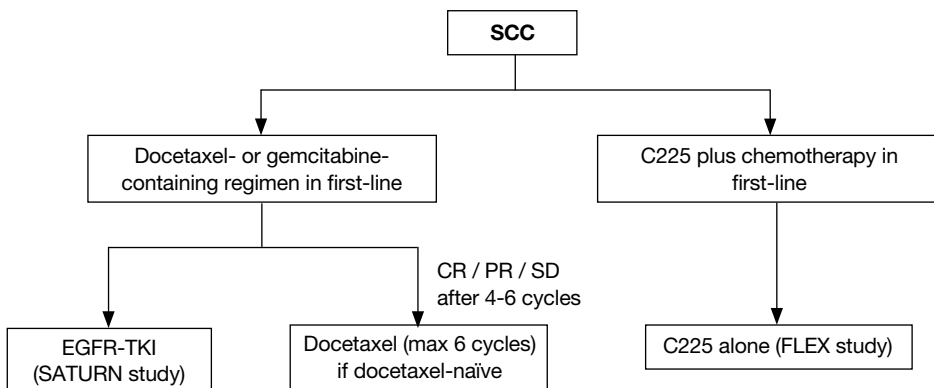 SCC
Docetaxel- or gemcitabine-
containing regimen in first-line
C225 plus chemotherapy in
first-line
CR / PR / SD
after 4-6 cycles
EGFR-TKI
(SATURN study)
Docetaxel (max 6 cycles)
if docetaxel-naïve
C225 alone (FLEX study)